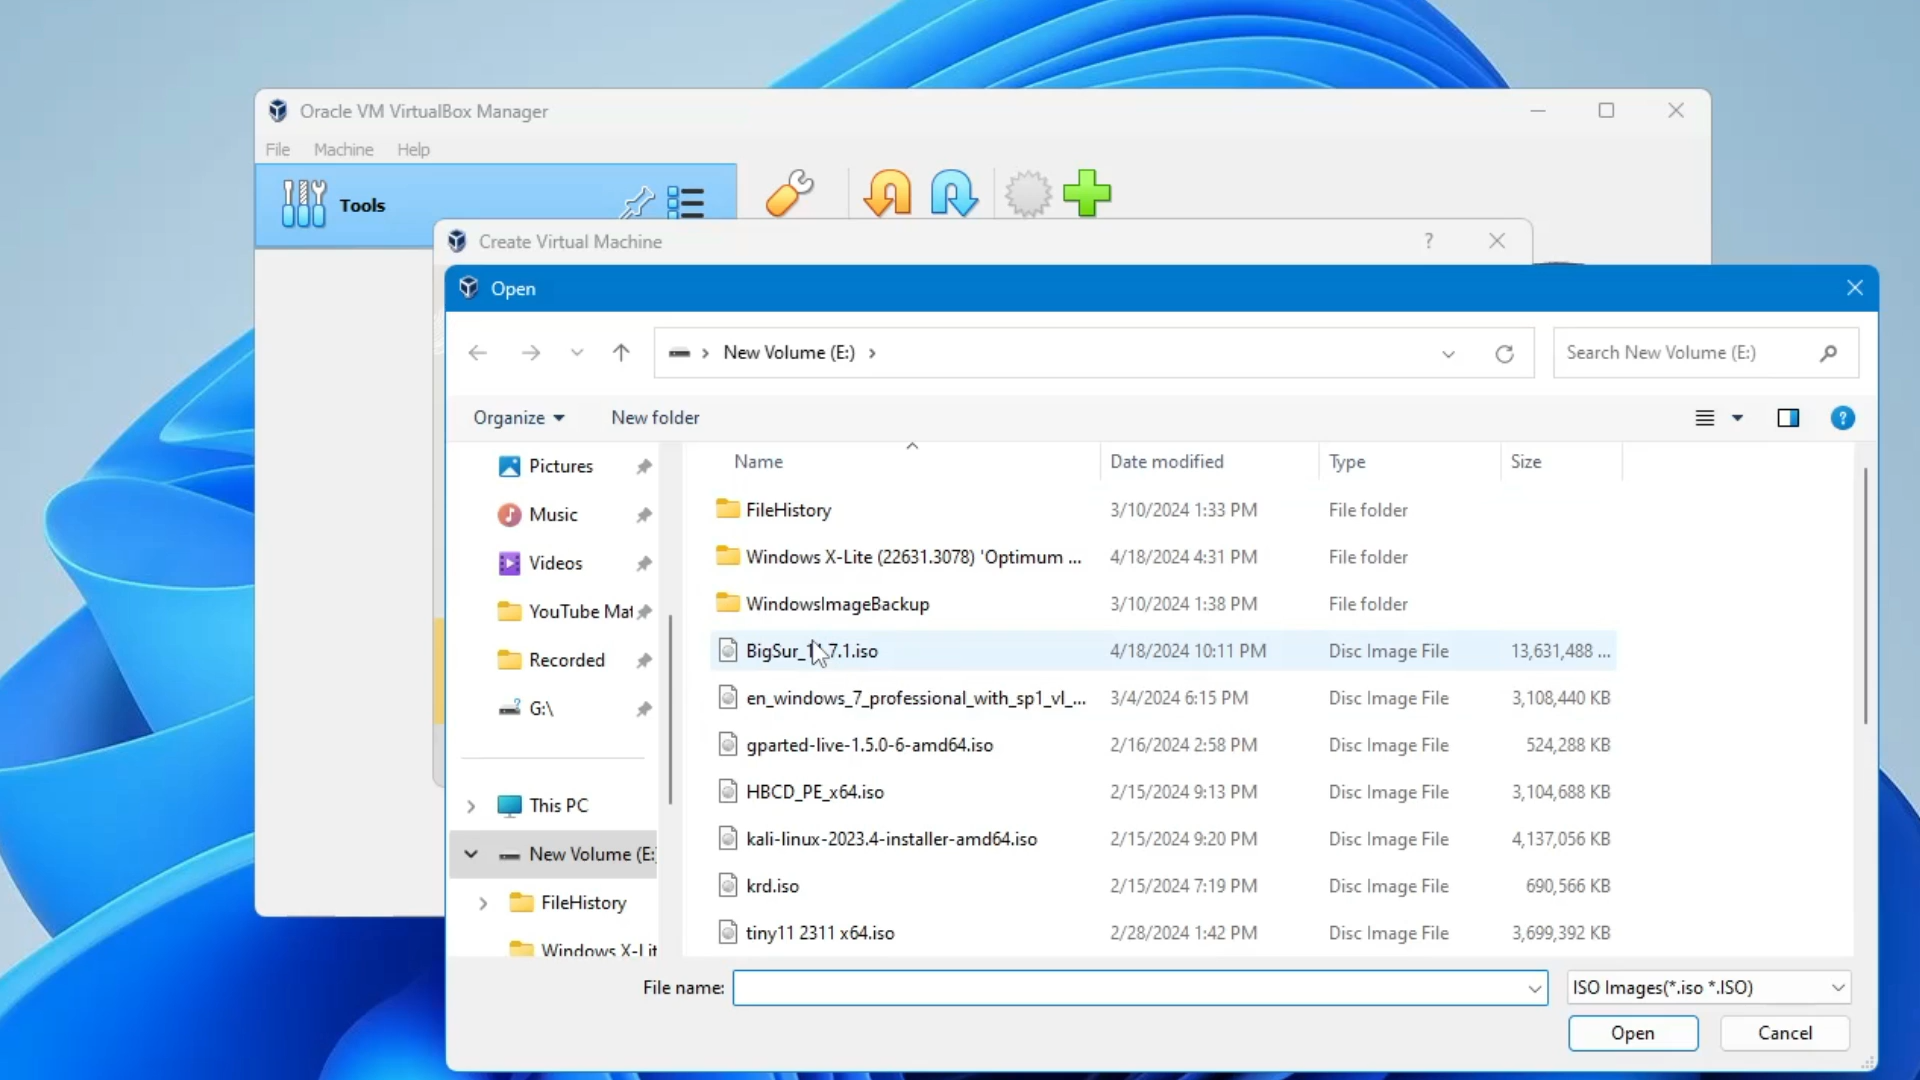 Oracle VM VirtualBox Manager
File Machine Help
Tools
Create Virtual Machine ?
Open
New Volume (E:)
Search New Volume (E:)
Organize New folder ?
Name Date modified Type Size
Pictures
Music
Videos
YouTube Mat
Recorded
G:\
This PC
New Volume (E:
FileHistory
Windows X-Lit
FileHistory 3/10/2024 1:33 PM File folder
Windows X-Lite (22631.3078) 'Optimum ... 4/18/2024 4:31 PM File folder
WindowsImageBackup 3/10/2024 1:38 PM File folder
BigSur_11.7.1.iso 4/18/2024 10:11 PM Disc Image File 13,631,488 ...
en_windows_7_professional_with_sp1_vl_... 3/4/2024 6:15 PM Disc Image File 3,108,440 KB
gparted-live-1.5.0-6-amd64.iso 2/16/2024 2:58 PM Disc Image File 524,288 KB
HBCD_PE_x64.iso 2/15/2024 9:13 PM Disc Image File 3,104,688 KB
kali-linux-2023.4-installer-amd64.iso 2/15/2024 9:20 PM Disc Image File 4,137,056 KB
krd.iso 2/15/2024 7:19 PM Disc Image File 690,566 KB
tiny11 2311 x64.iso 2/28/2024 1:42 PM Disc Image File 3,699,392 KB
File name: ISO Images(*.iso *.ISO)
Open Cancel